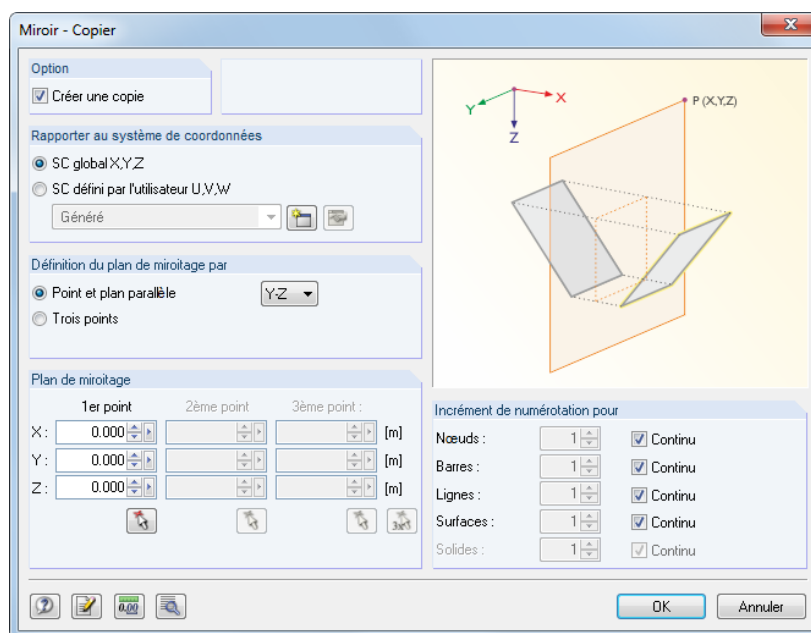 Miroir - Copier
Option
Créer une copie
Rapporter au système de coordonnées
SC global X,Y,Z
SC défini par l'utilisateur U,V,W
Généré
Définition du plan de miroitage par
Point et plan parallèle
Y-Z
Trois points
Plan de miroitage
1er point 2ème point 3ème point :
X : 0.000 [m]
Y : 0.000 [m]
Z : 0.000 [m]
3x
0.00
X
Y
Z
P (X,Y,Z)
Incrément de numérotation pour
Nœuds : 1 Continu
Barres : 1 Continu
Lignes : 1 Continu
Surfaces : 1 Continu
Solides : 1 Continu
OK
Annuler